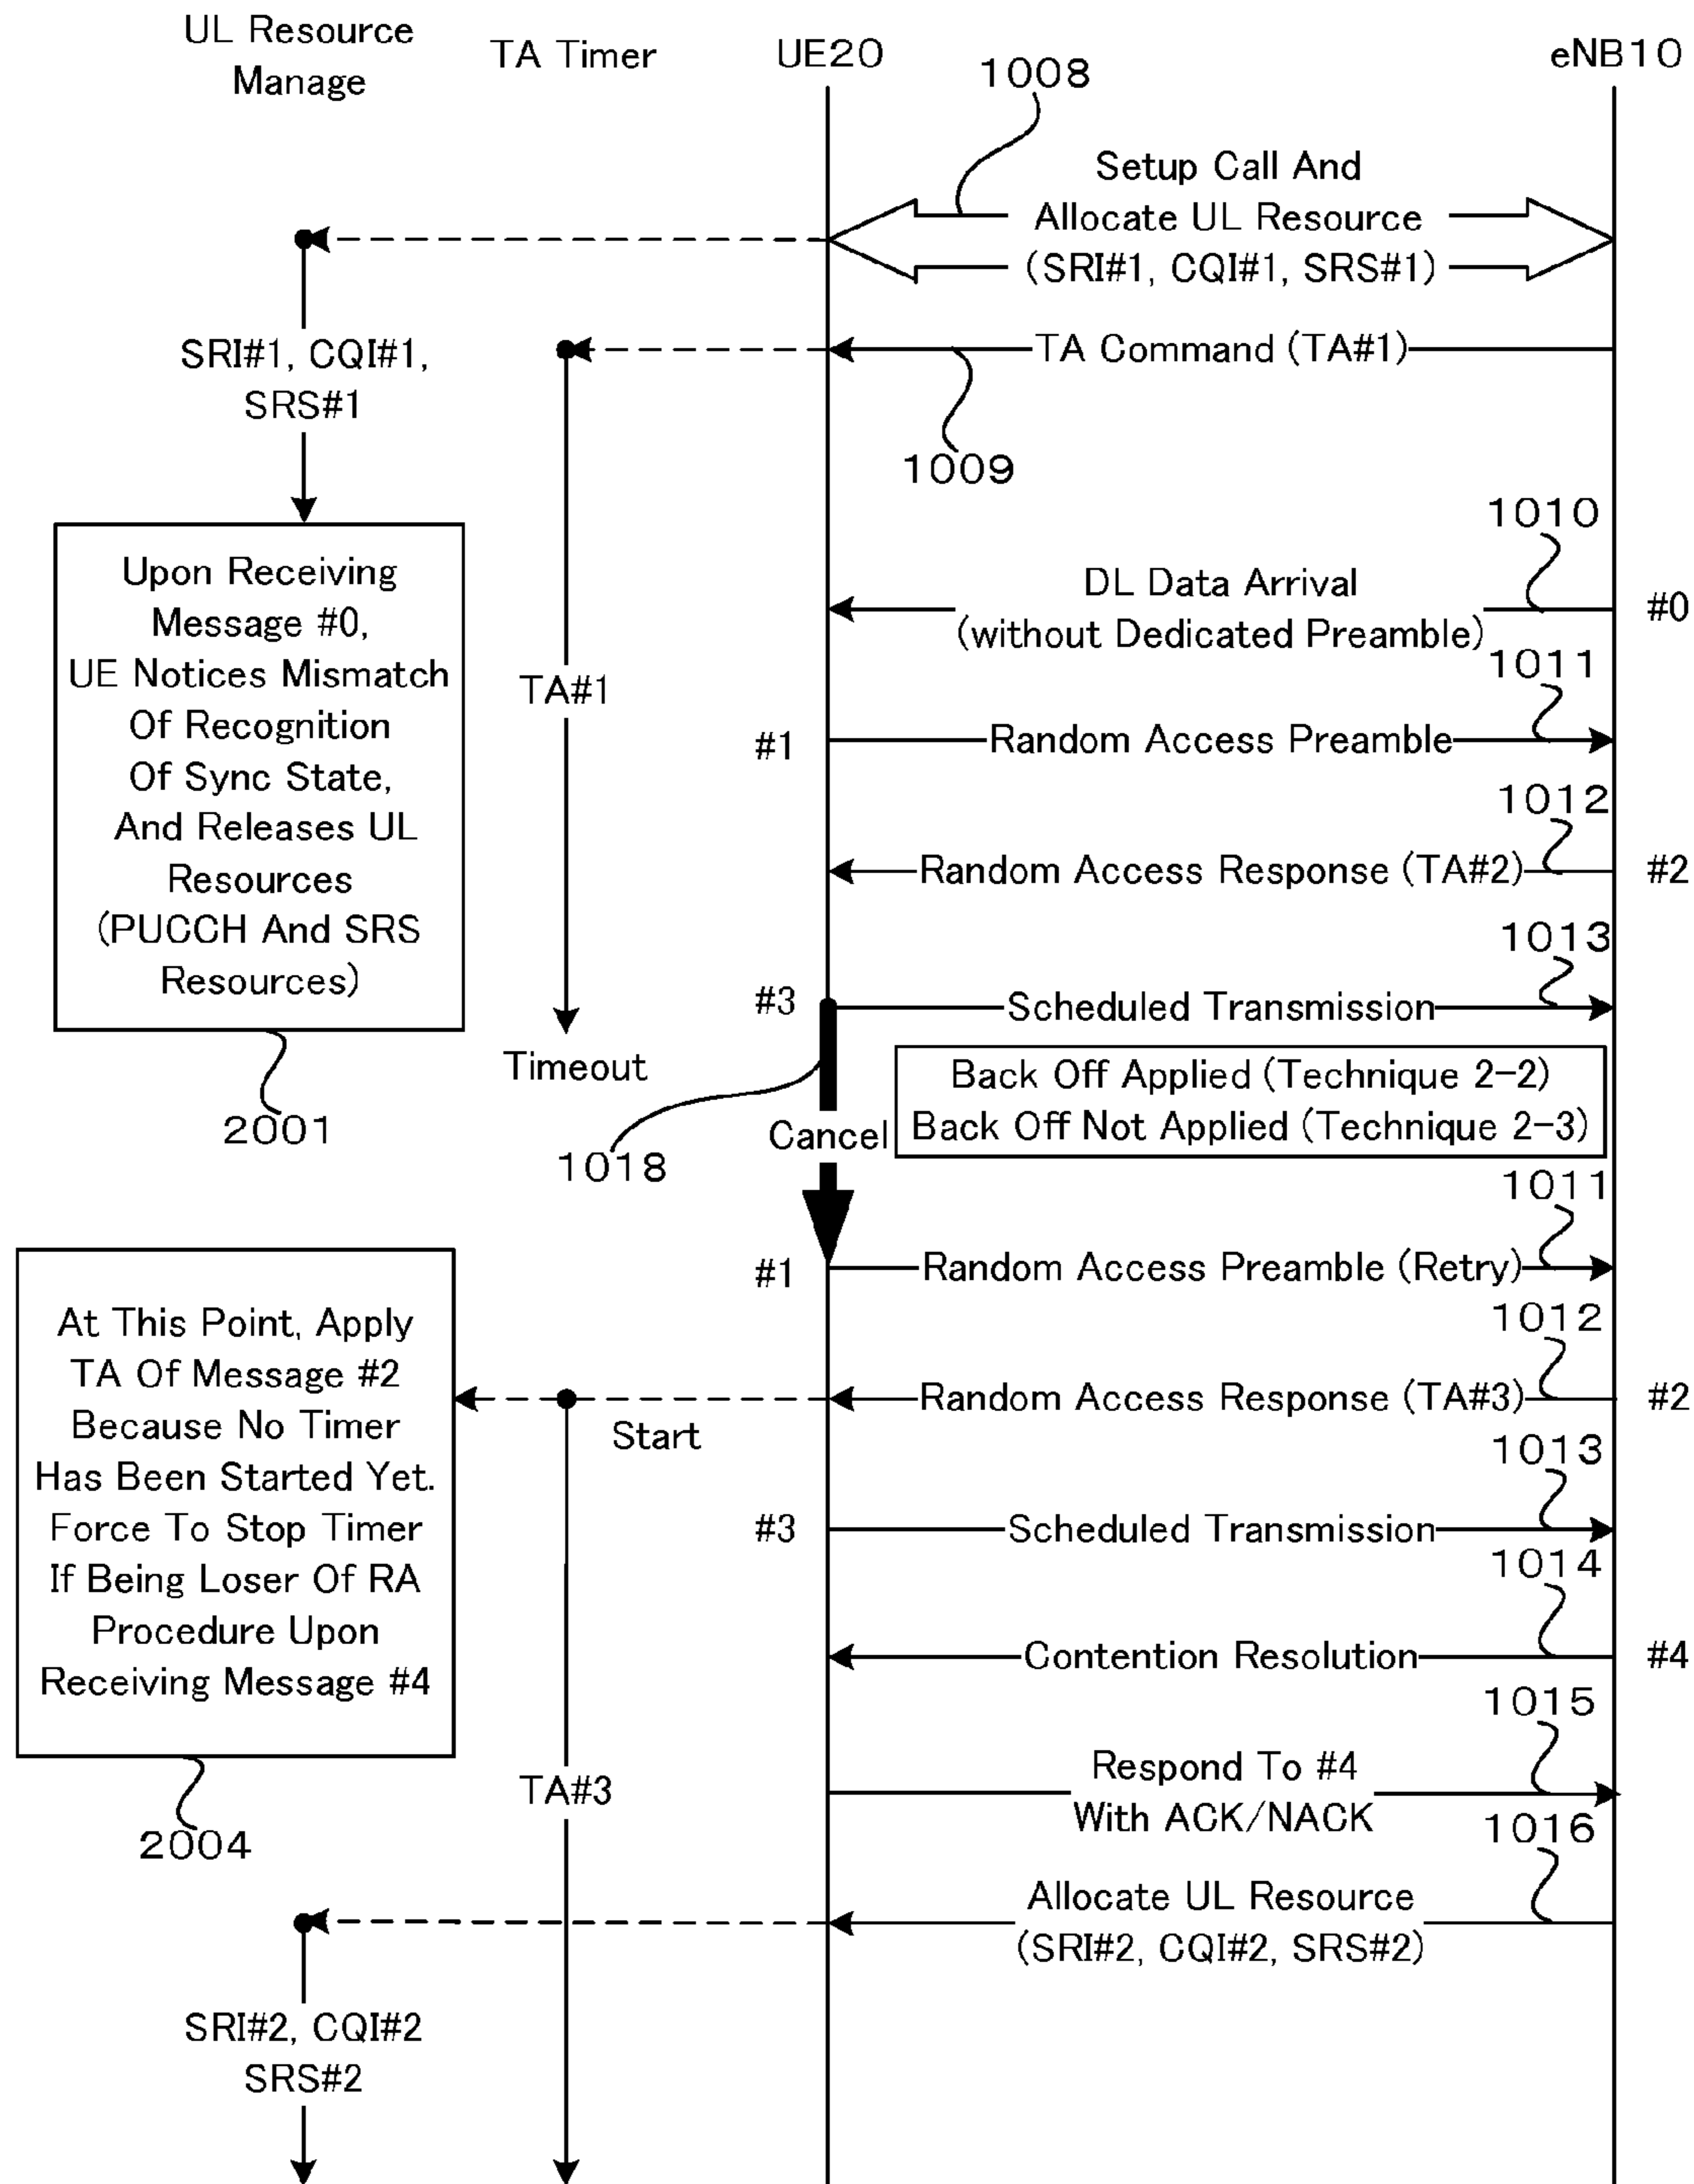 UL Resource
Manage
TA Timer
UE20
eNB10
1008
Setup Call And
Allocate UL Resource
(SRI#1, CQI#1, SRS#1)
SRI#1, CQI#1,
SRS#1
TA Command (TA#1)
1009
1010
Upon Receiving
Message #0,
UE Notices Mismatch
Of Recognition
Of Sync State,
And Releases UL
Resources
(PUCCH And SRS
Resources)
2001
DL Data Arrival
(without Dedicated Preamble)
#0
1011
TA#1
#1
Random Access Preamble
1012
Random Access Response (TA#2)
#2
1013
#3
Scheduled Transmission
Timeout
Back Off Applied (Technique 2-2)
Back Off Not Applied (Technique 2-3)
Cancel
1018
1011
#1
Random Access Preamble (Retry)
1012
At This Point, Apply
TA Of Message #2
Because No Timer
Has Been Started Yet.
Force To Stop Timer
If Being Loser Of RA
Procedure Upon
Receiving Message #4
2004
Random Access Response (TA#3)
#2
Start
1013
#3
Scheduled Transmission
1014
Contention Resolution
#4
1015
TA#3
Respond To #4
With ACK/NACK
1016
Allocate UL Resource
(SRI#2, CQI#2, SRS#2)
SRI#2, CQI#2
SRS#2